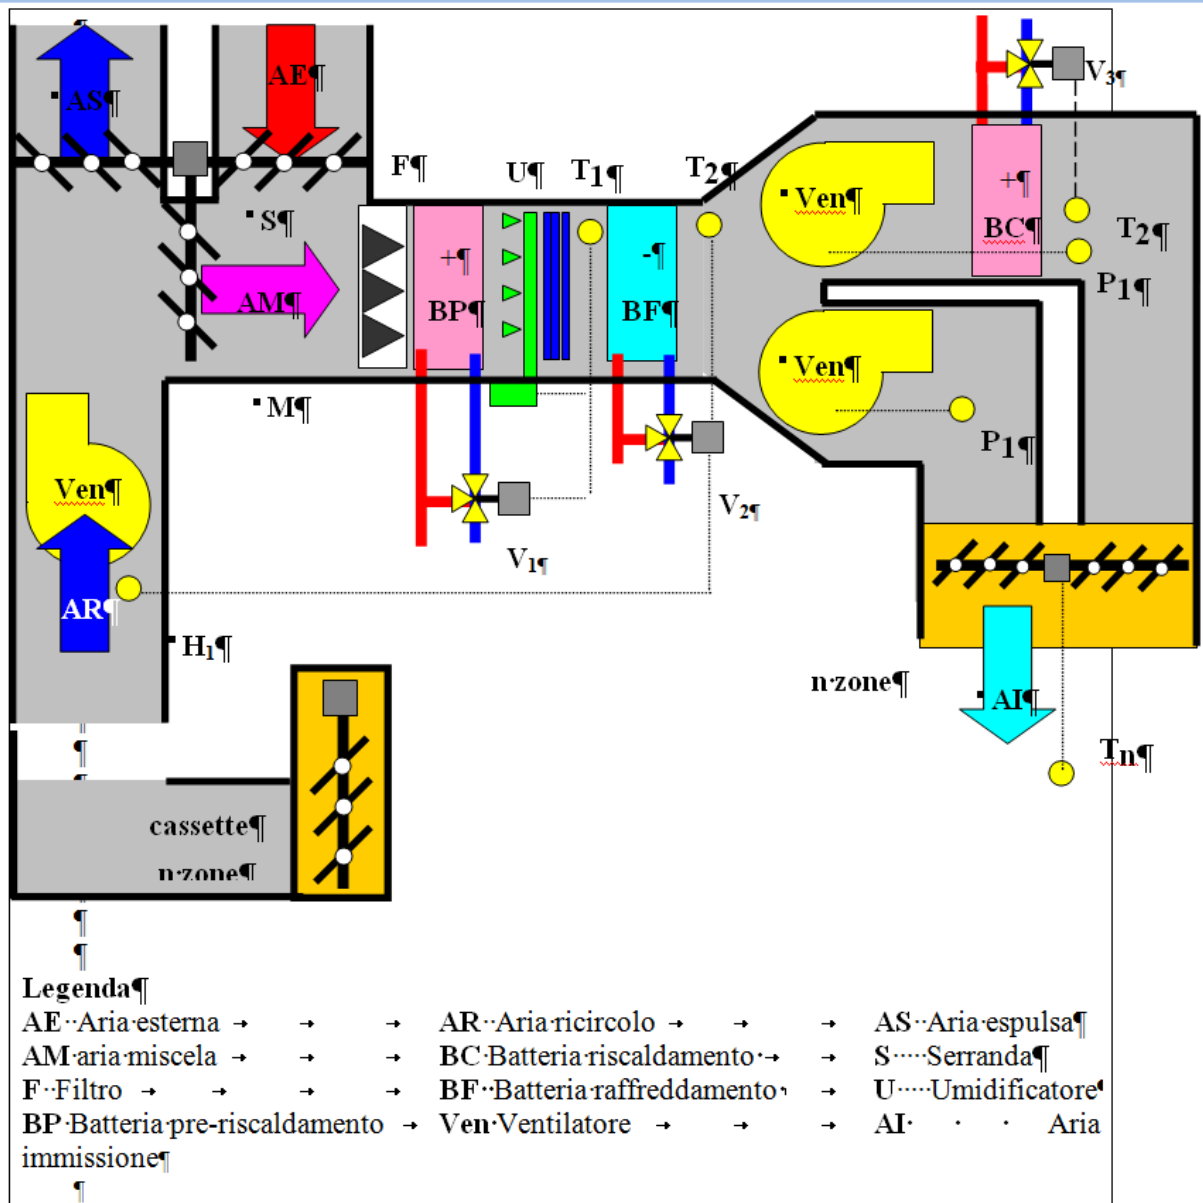 AS¶
AE¶
F¶
U¶
T1¶
T2¶
V3¶
S¶
Ven¶
+¶
BC¶
T2¶
P1¶
+¶
BP¶
-¶
BF¶
AM¶
Ven¶
M¶
P1¶
Ven¶
V2¶
V1¶
AR¶
H1¶
n·zone¶
AI¶
Tn¶
cassette¶
n·zone¶
Legenda¶
AE··Aria·esterna → → → AR··Aria·ricircolo → → → AS··Aria·espulsa¶
AM·aria·miscela → → → BC·Batteria·riscaldamento·→ → S·····Serranda¶
F··Filtro → → → → BF··Batteria·raffreddamento· → U·····Umidificatore
BP·Batteria·pre-riscaldamento → Ven·Ventilatore → → → AI· · · Aria
immissione¶